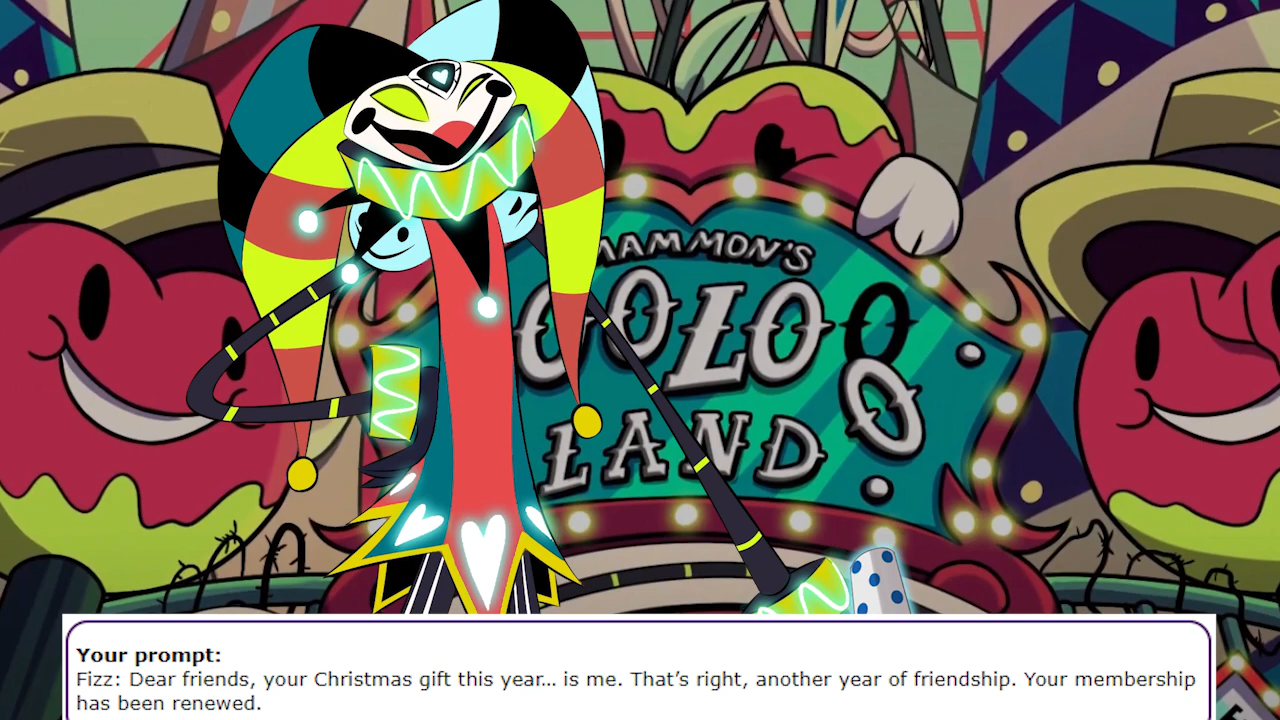 MAMMON'S
LOOLOO
LAND
Your prompt:
Fizz: Dear friends, your Christmas gift this year... is me. That’s right, another year of friendship. Your membership
has been renewed.